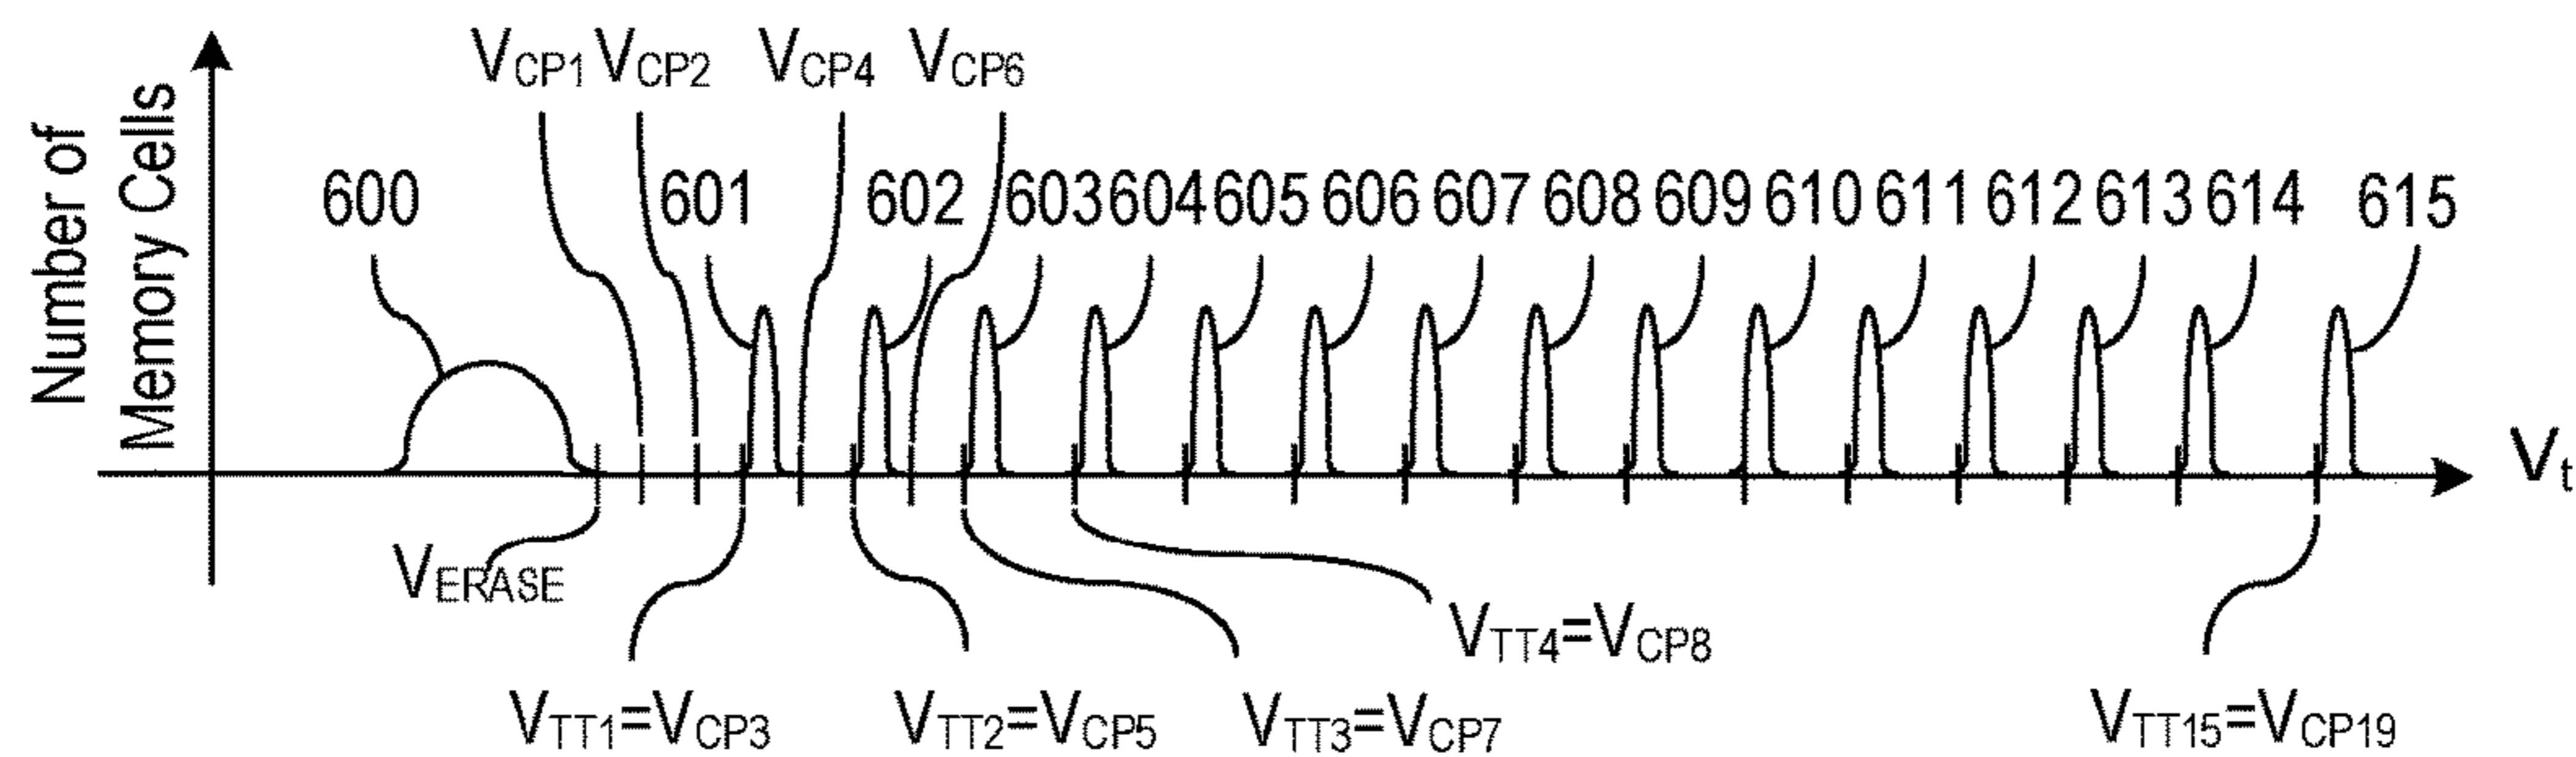 Number of
Memory Cells
VCP1 VCP2 VCP4 VCP6
600 601 602 603 604 605 606 607 608 609 610 611 612 613 614 615
Vt
VERASE
VTT4=VCP8
VTT1=VCP3 VTT2=VCP5 VTT3=VCP7 VTT15=VCP19